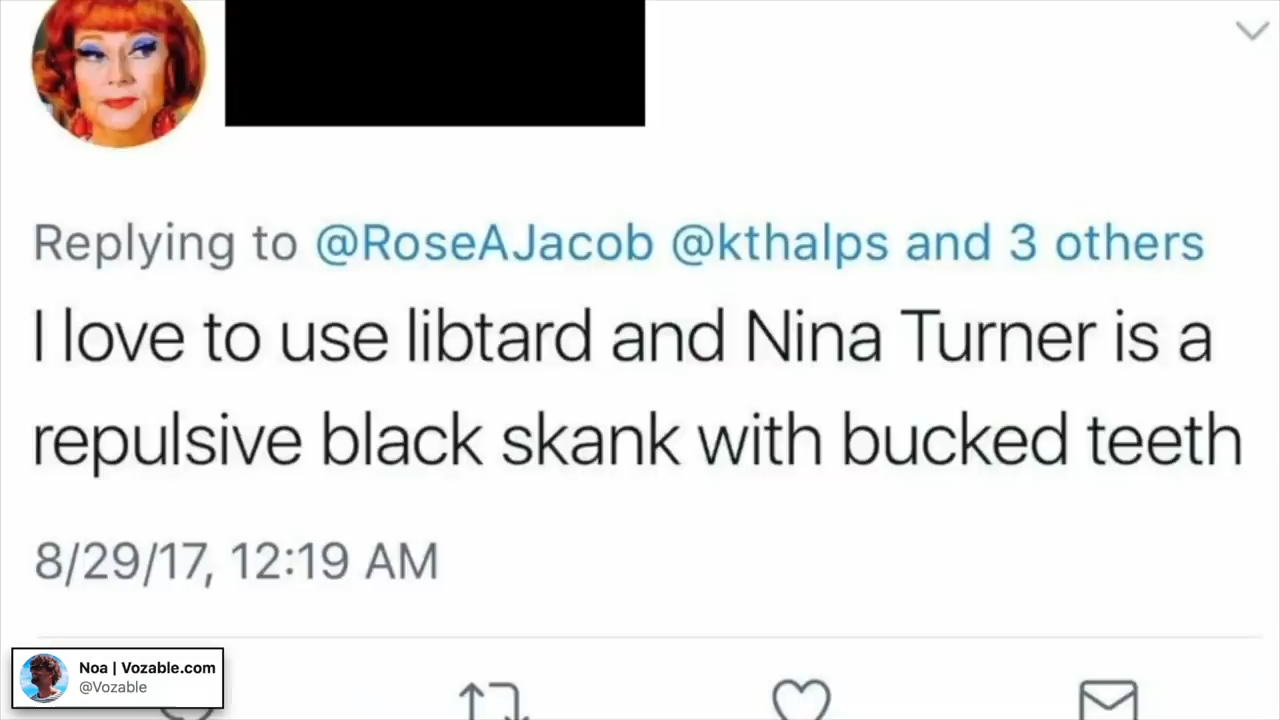 Replying to @RoseAJacob @kthalps and 3 others
I love to use libtard and Nina Turner is a
repulsive black skank with bucked teeth
8/29/17, 12:19 AM
Noa | Vozable.com
@Vozable